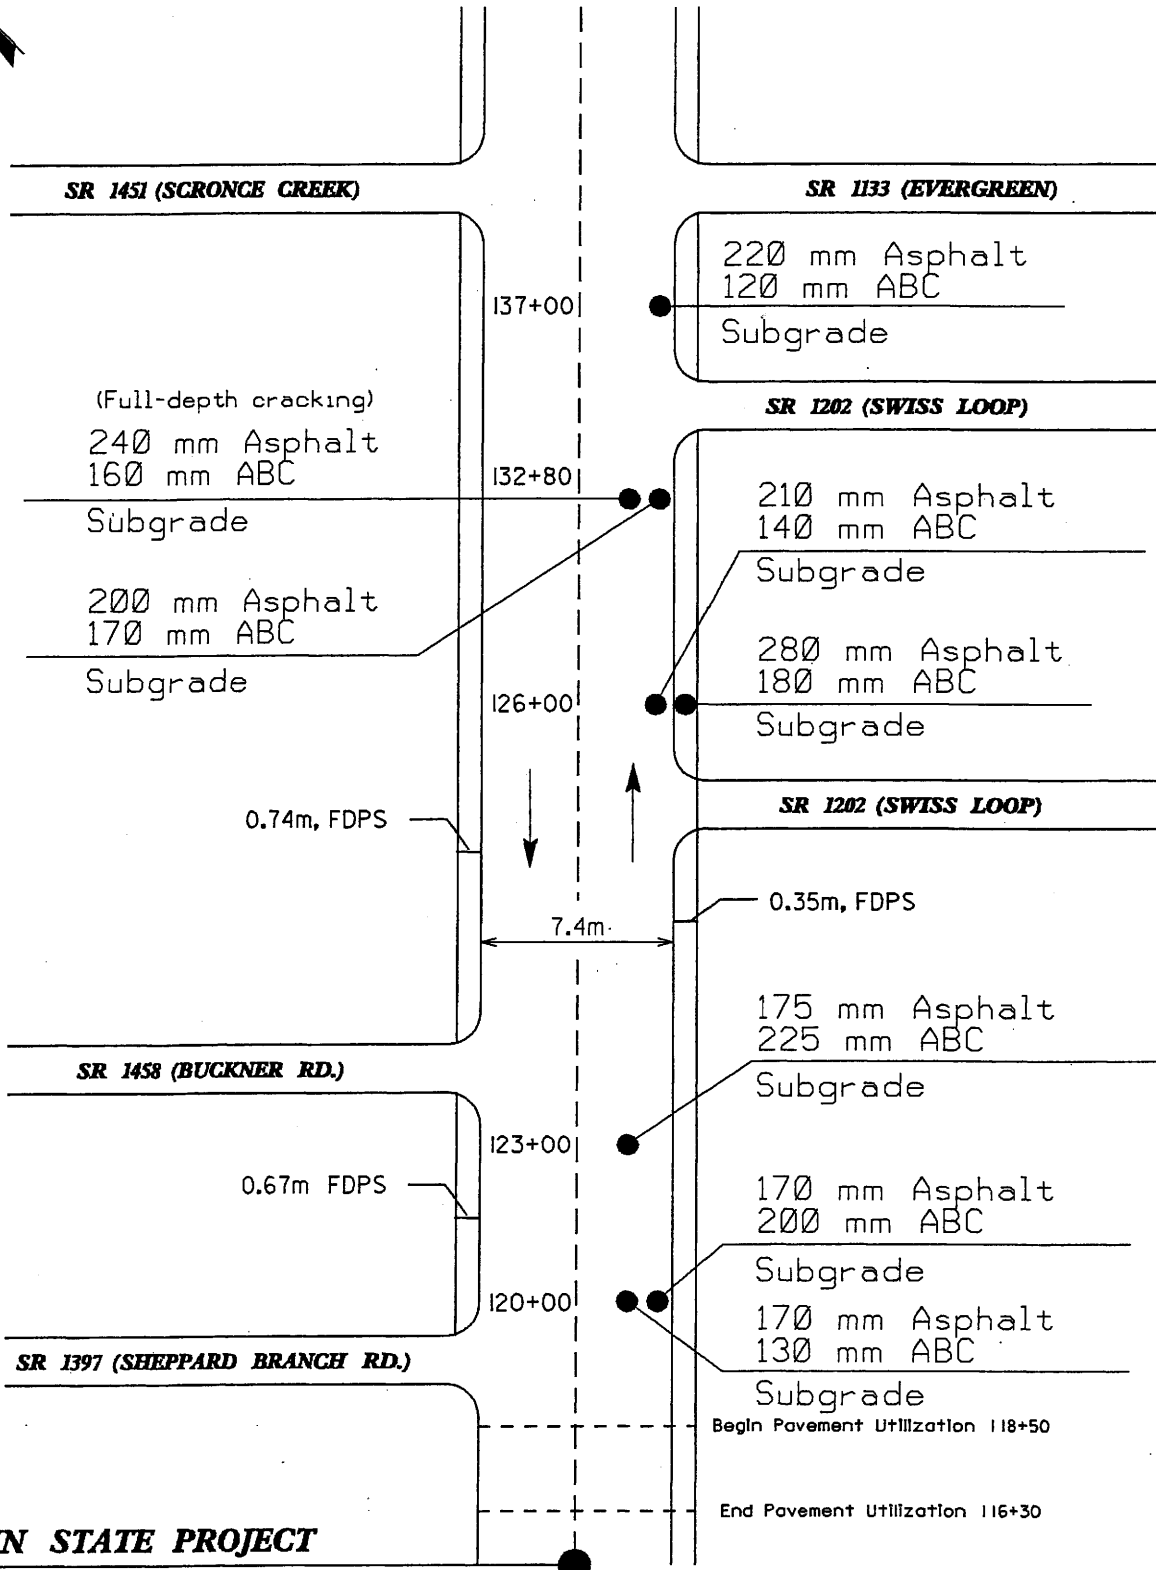 SR 1451 (SCRONCE CREEK)
SR 1133 (EVERGREEN)
220 mm Asphalt
120 mm ABC
137+00
Subgrade
(Full-depth cracking)
SR 1202 (SWISS LOOP)
240 mm Asphalt
160 mm ABC
132+80
Subgrade
210 mm Asphalt
140 mm ABC
Subgrade
200 mm Asphalt
170 mm ABC
Subgrade
280 mm Asphalt
180 mm ABC
126+00
Subgrade
SR 1202 (SWISS LOOP)
0.74m, FDPS
0.35m, FDPS
7.4m
175 mm Asphalt
225 mm ABC
SR 1458 (BUCKNER RD.)
Subgrade
123+00
0.67m FDPS
170 mm Asphalt
200 mm ABC
Subgrade
120+00
170 mm Asphalt
130 mm ABC
SR 1397 (SHEPPARD BRANCH RD.)
Subgrade
Begin Pavement Utilization 118+50
End Pavement Utilization 116+30
N STATE PROJECT